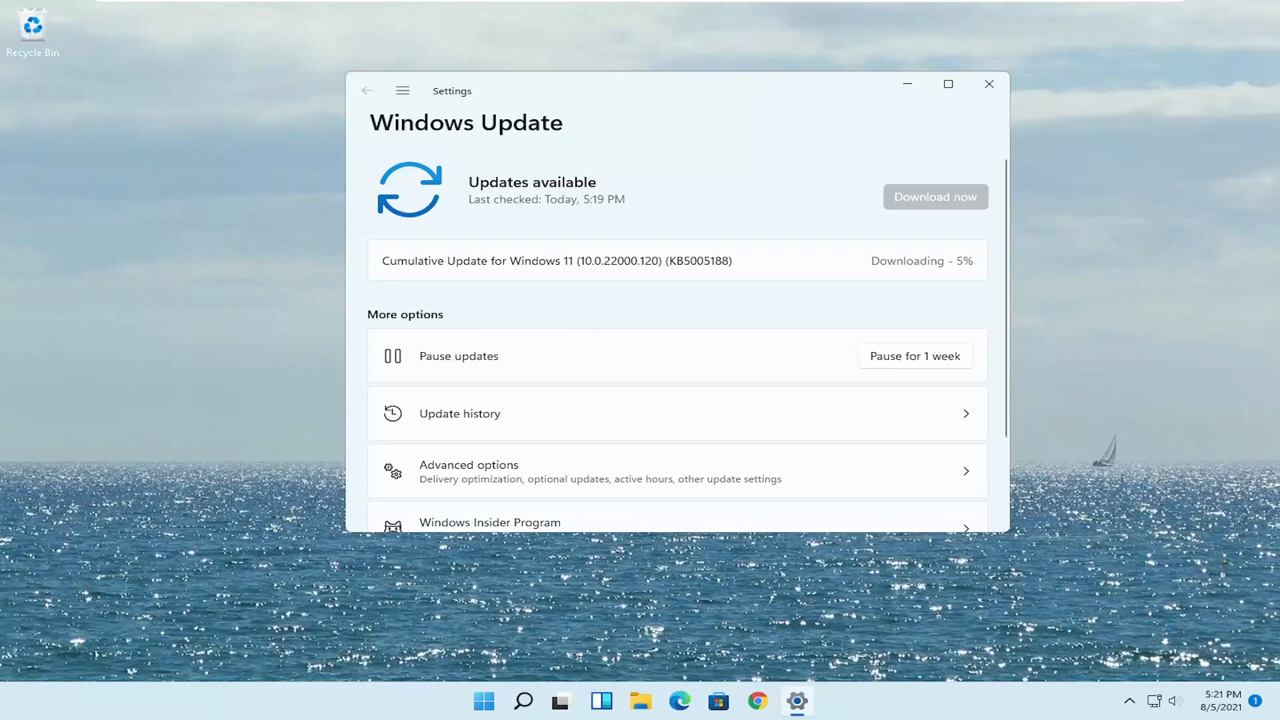 Recycle Bin
Settings
Windows Update
Updates available
Last checked: Today, 5:19 PM
Download now
Cumulative Update for Windows 11 (10.0.22000.120) (KB5005188)
Downloading - 5%
More options
Pause updates
Pause for 1 week
Update history
Advanced options
Delivery optimization, optional updates, active hours, other update settings
Windows Insider Program
5:21 PM
8/5/2021
1